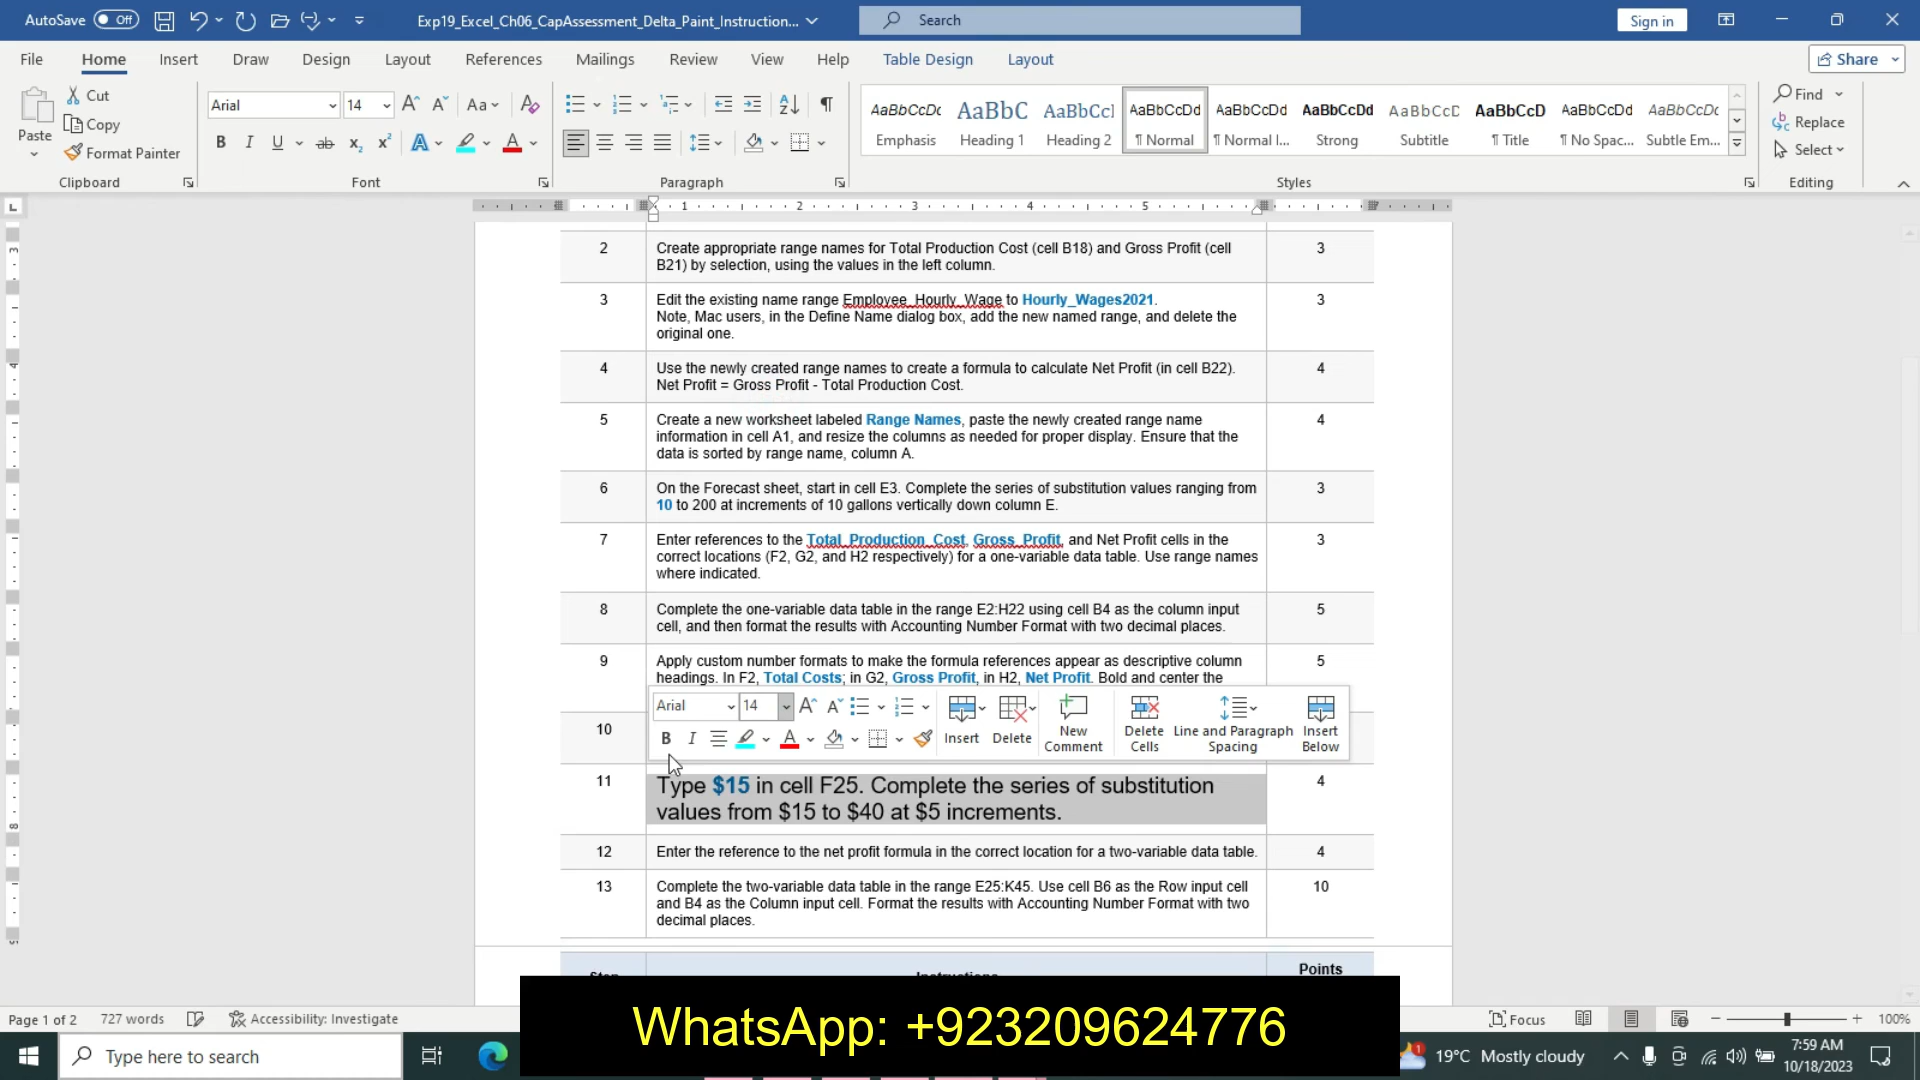 AutoSave Off Exp19_Excel_Ch06_CapAssessment_Delta_Paint_Instruction... Search Sign in
File Home Insert Draw Design Layout References Mailings Review View Help Table Design Layout Share
Paste Cut Copy Format Painter
Arial 14 Aa
B I U ab x₂ x² A A
AaBbCcDc AaBbC AaBbCcI AaBbCcDd AaBbCcDd AaBbCcDd AaBbCcD AaBbCcD AaBbCcDd AaBbCcDd
Emphasis Heading 1 Heading 2 ¶ Normal ¶ Normal I... Strong Subtitle ¶ Title ¶ No Spac... Subtle Em...
Find
Replace
Select
Clipboard Font Paragraph Styles Editing
1 2 3 4 5
2 Create appropriate range names for Total Production Cost (cell B18) and Gross Profit (cell 3
B21) by selection, using the values in the left column.
3 Edit the existing name range Employee_Hourly_Wage to Hourly_Wages2021. 3
Note, Mac users, in the Define Name dialog box, add the new named range, and delete the
original one.
4 Use the newly created range names to create a formula to calculate Net Profit (in cell B22). 4
Net Profit = Gross Profit - Total Production Cost.
5 Create a new worksheet labeled Range Names, paste the newly created range name 4
information in cell A1, and resize the columns as needed for proper display. Ensure that the
data is sorted by range name, column A.
6 On the Forecast sheet, start in cell E3. Complete the series of substitution values ranging from 3
10 to 200 at increments of 10 gallons vertically down column E.
7 Enter references to the Total_Production_Cost, Gross_Profit, and Net Profit cells in the 3
correct locations (F2, G2, and H2 respectively) for a one-variable data table. Use range names
where indicated.
8 Complete the one-variable data table in the range E2:H22 using cell B4 as the column input 5
cell, and then format the results with Accounting Number Format with two decimal places.
9 Apply custom number formats to make the formula references appear as descriptive column 5
headings. In F2, Total Costs; in G2, Gross Profit, in H2, Net Profit. Bold and center the
Arial 14
B I A Insert Delete New Comment Delete Cells Line and Paragraph Spacing Insert Below
10
11 Type $15 in cell F25. Complete the series of substitution 4
values from $15 to $40 at $5 increments.
12 Enter the reference to the net profit formula in the correct location for a two-variable data table. 4
13 Complete the two-variable data table in the range E25:K45. Use cell B6 as the Row input cell 10
and B4 as the Column input cell. Format the results with Accounting Number Format with two
decimal places.
Step Instructions Points
WhatsApp: +923209624776
Page 1 of 2 727 words Accessibility: Investigate Focus 100%
Type here to search 1 19°C Mostly cloudy 7:59 AM
10/18/2023